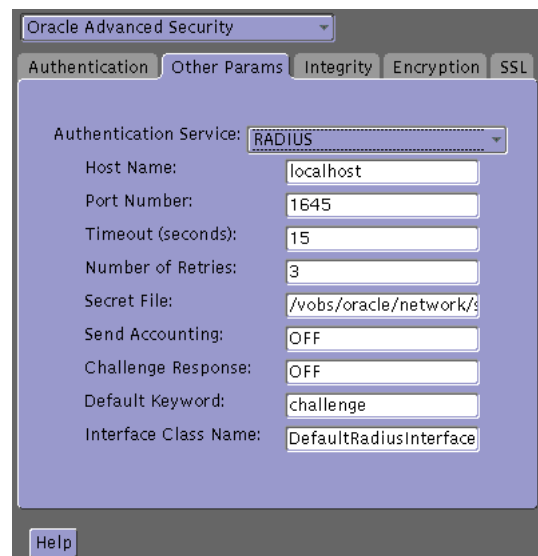 Oracle Advanced Security
Authentication Other Params Integrity Encryption SSL
Authentication Service: RADIUS
Host Name: localhost
Port Number: 1645
Timeout (seconds): 15
Number of Retries: 3
Secret File: /vobs/oracle/network/s
Send Accounting: OFF
Challenge Response: OFF
Default Keyword: challenge
Interface Class Name: DefaultRadiusInterface
Help